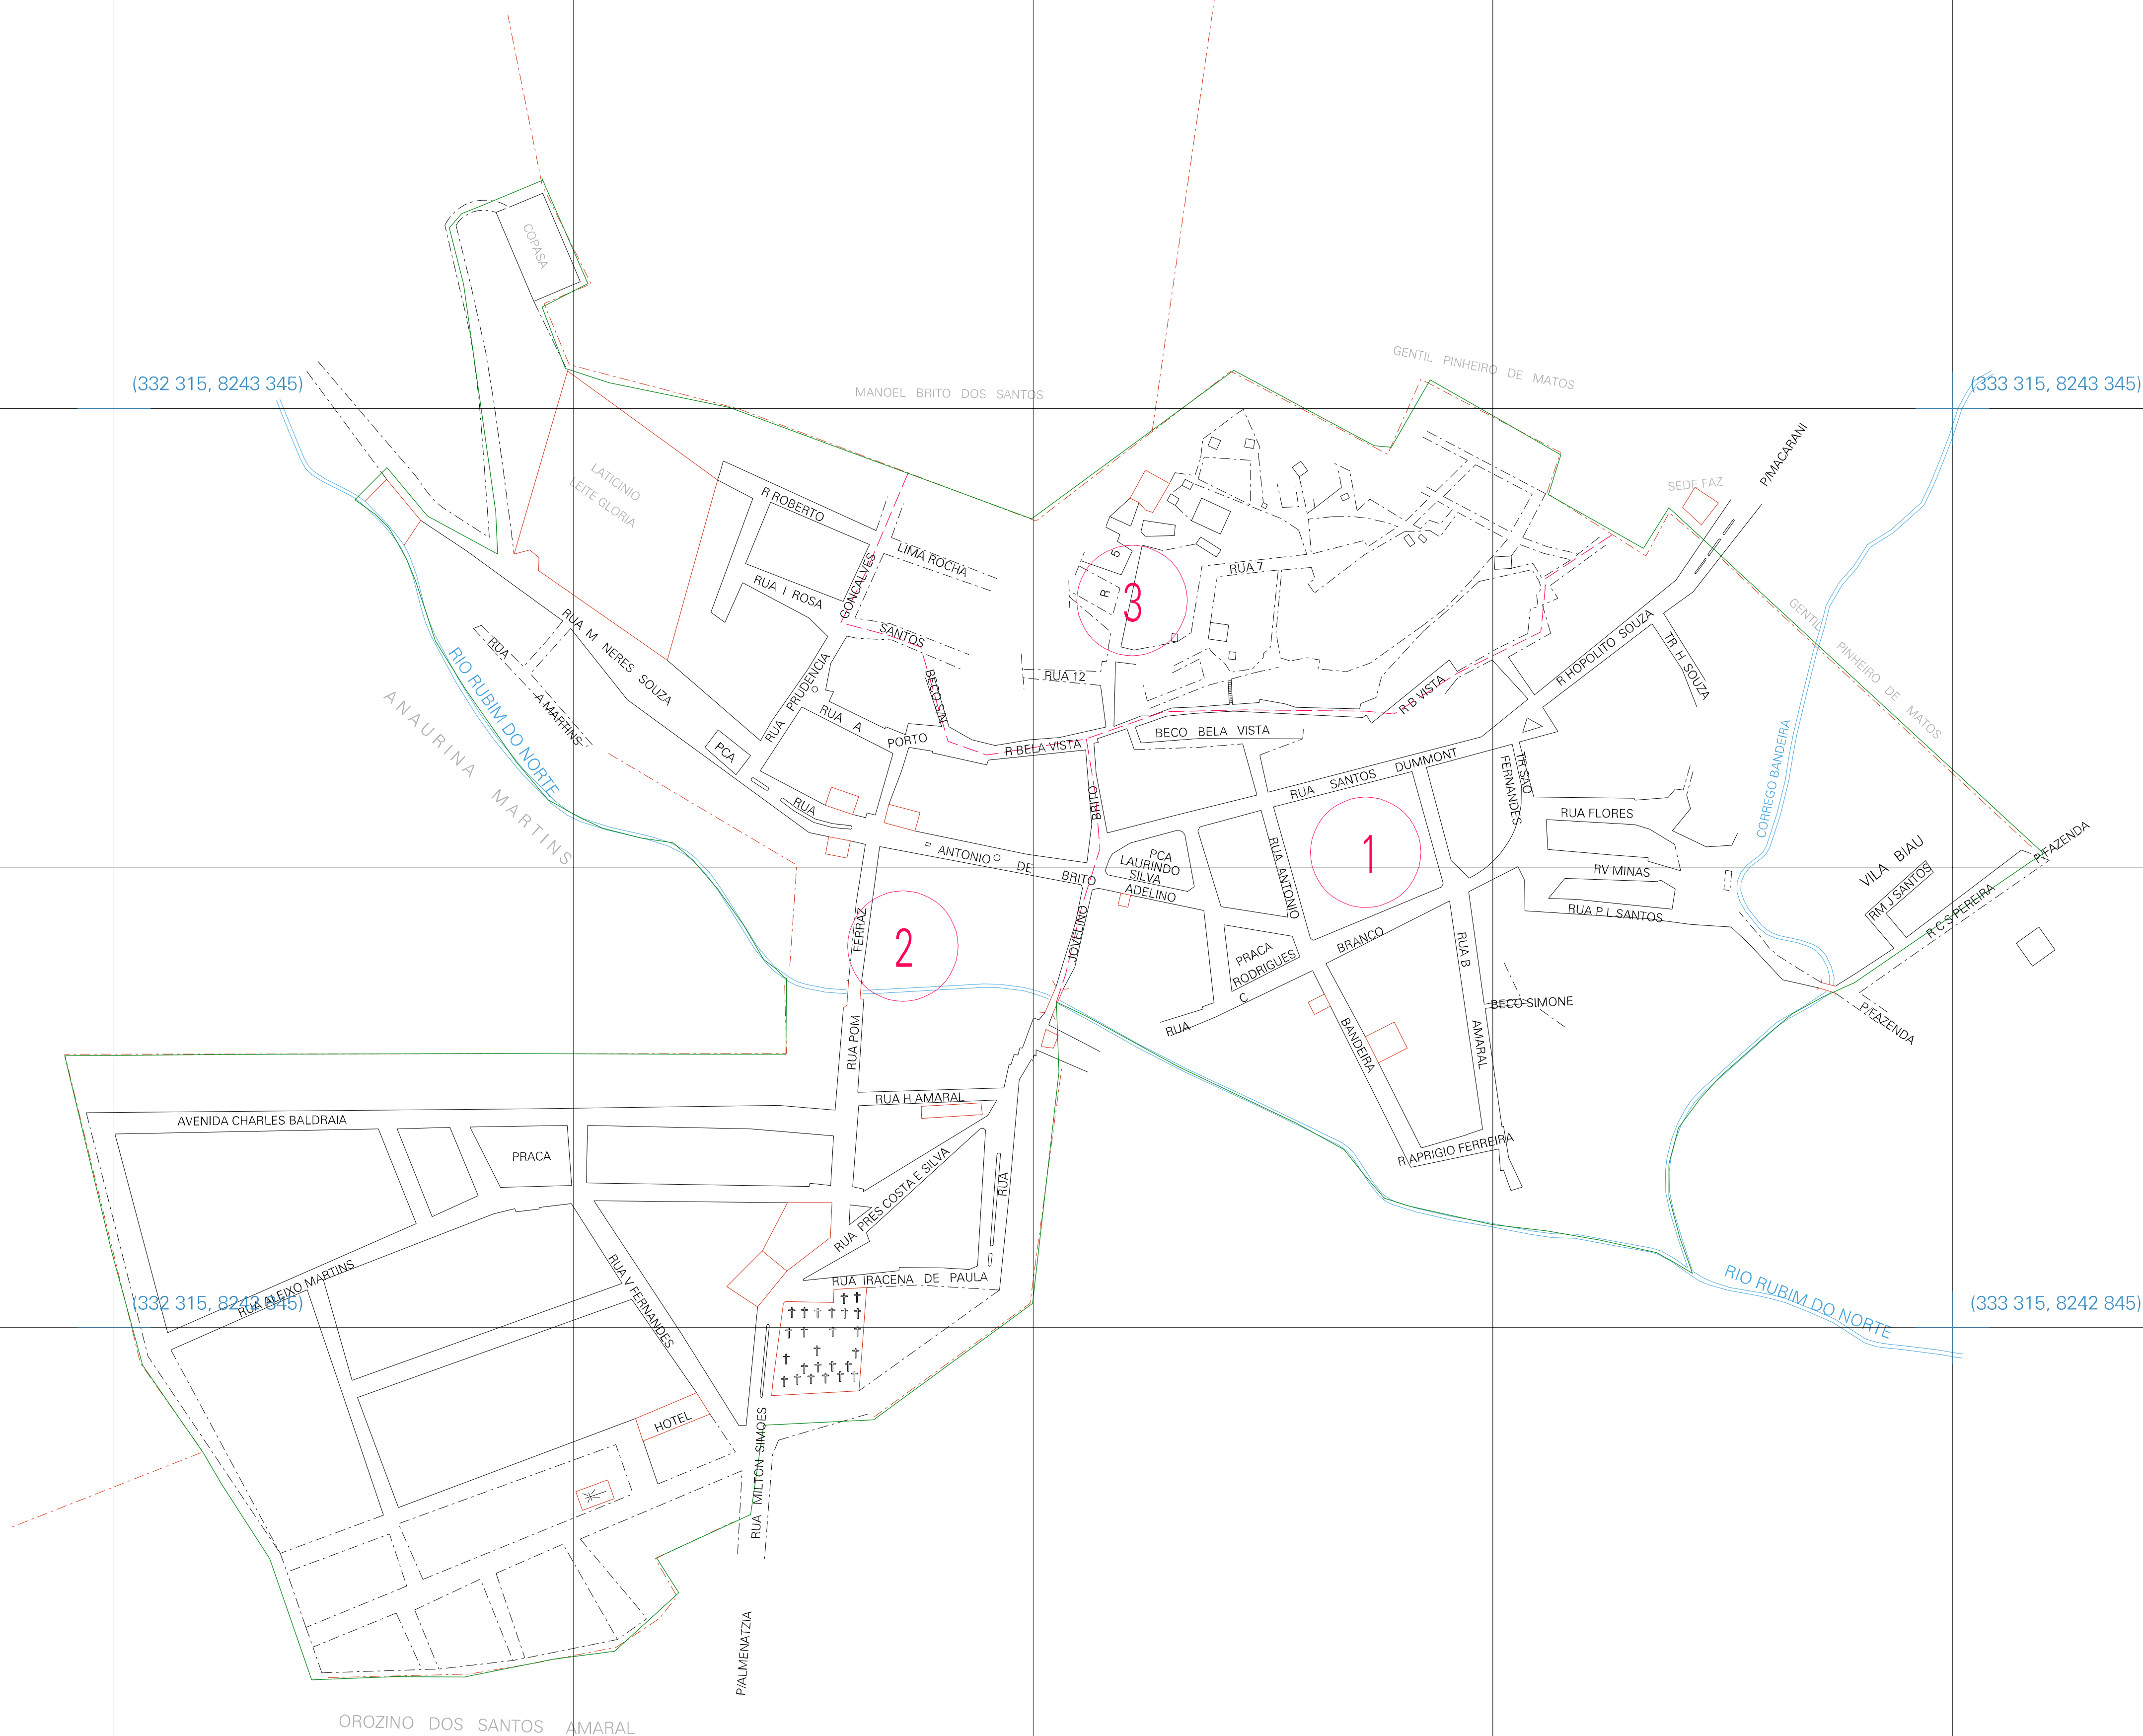 COPASA
GENTIL PINHEIRO DE MATOS
(332 315, 8243 345)
MANOEL BRITO DOS SANTOS
(333 315, 8243 345)
P/MACARANI
LATICINIO
LEITE GLORIA
SEDE FAZ
R ROBERTO
LIMA ROCHA
R 5
RUA 7
3
GONCALVES
RUA I ROSA
SANTOS
RUA M NERES SOUZA
RUA
A MARTINS
RIO RUBIM DO NORTE
ANAURINA MARTINS
RUA PRUDENCIA
BECO S/N
RUA 12
R HOPOLITO SOUZA
TR H SOUZA
GENTIL PINHEIRO DE MATOS
R B VISTA
RUA A
PORTO
PCA
R BELA VISTA
BECO BELA VISTA
RUA SANTOS DUMMONT
TR SAO
FERNANDES
CORREGO BANDEIRA
RUA
BRITO
RUA FLORES
ANTONIO DE BRITO
PCA
LAURINDO
SILVA
ADELINO
RUA ANTONIO
1
RV MINAS
VILA BIAU
P/FAZENDA
RM J SANTOS
R C S PEREIRA
RUA P L SANTOS
FERRAZ
2
JOVELINO
PRACA
RODRIGUES
BRANCO
RUA B
AMARAL
BECO SIMONE
C
RUA
BANDEIRA
P/FAZENDA
RUA POM
RUA H AMARAL
AVENIDA CHARLES BALDRAIA
PRACA
R APRIGIO FERREIRA
RUA PRES COSTA E SILVA
RUA
RUA IRACENA DE PAULA
RUA ALEIXO MARTINS
RUA V FERNANDES
(332 315, 8242 845)
RIO RUBIM DO NORTE
(333 315, 8242 845)
HOTEL
RUA MILTON SIMOES
P/ALMENATZIA
OROZINO DOS SANTOS AMARAL